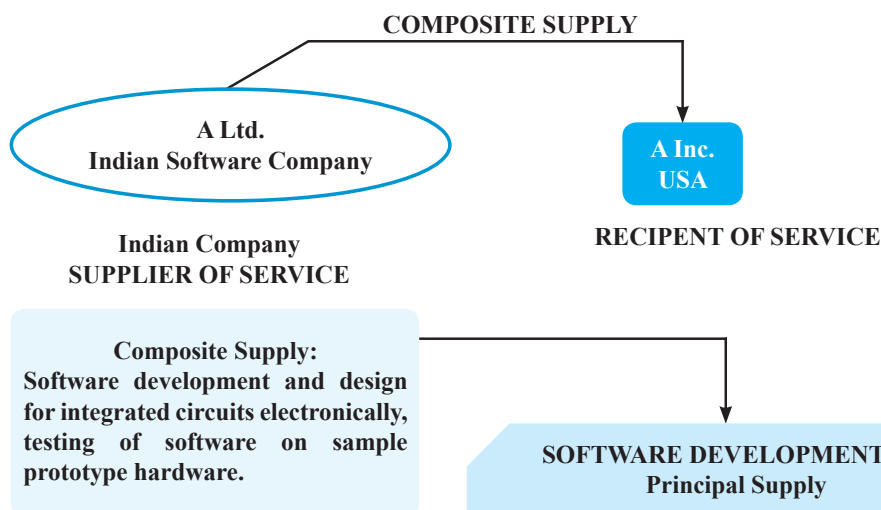 COMPOSITE SUPPLY
A Ltd.
Indian Software Company
A Inc.
USA
Indian Company
SUPPLIER OF SERVICE
RECIPENT OF SERVICE
Composite Supply:
Software development and design
for integrated circuits electronically,
testing of software on sample
prototype hardware.
SOFTWARE DEVELOPMENT
Principal Supply